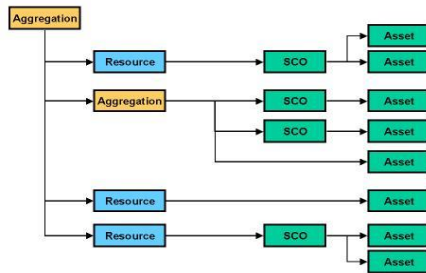 Aggregation
Asset
Resource SCO Asset
Aggregation SCO Asset
SCO Asset
Asset
Resource Asset
Resource SCO Asset
Asset